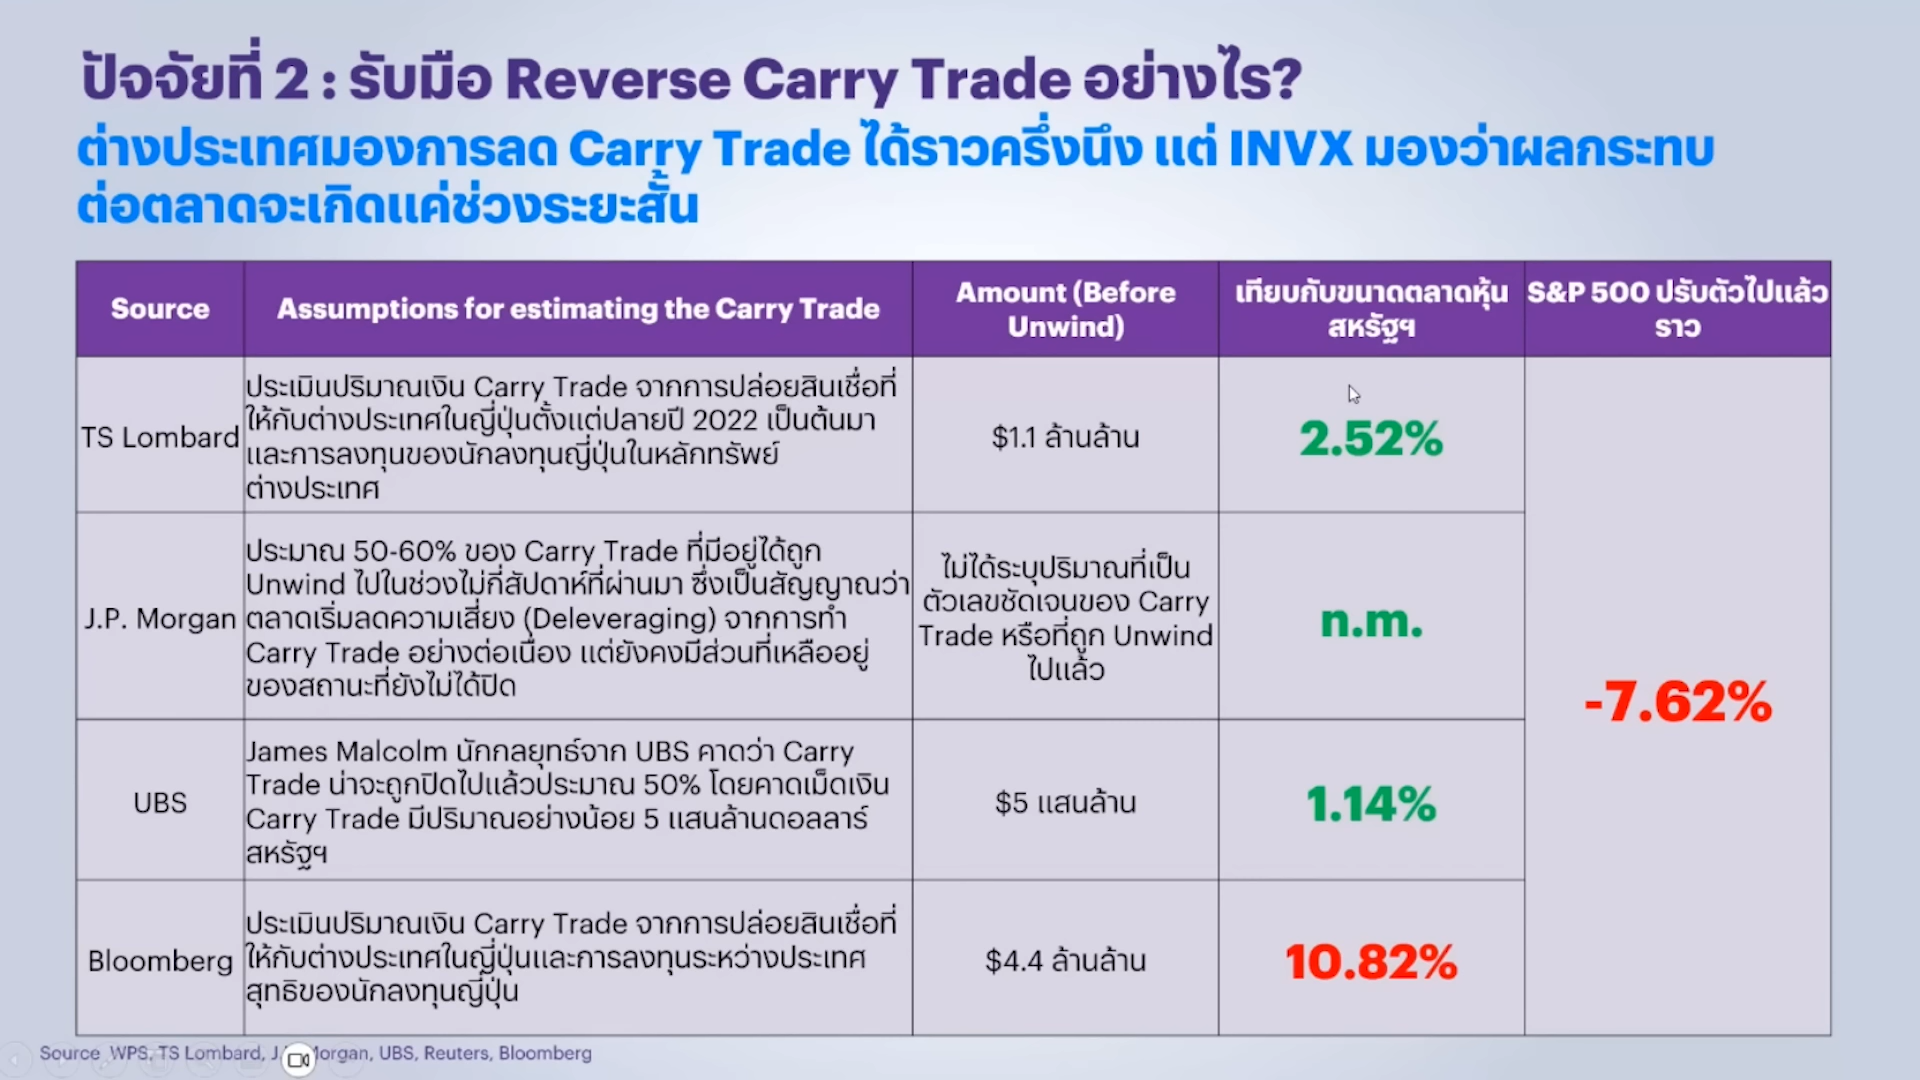 ปัจจัยที่ 2 : รับมือ Reverse Carry Trade อย่างไร?
ต่างประเทศมองการลด Carry Trade ได้ราวครึ่งนึง แต่ INVX มองว่าผลกระทบ
ต่อตลาดจะเกิดแค่ช่วงระยะสั้น
Source
Assumptions for estimating the Carry Trade
Amount (Before
Unwind)
เทียบกับขนาดตลาดหุ้น
สหรัฐฯ
S&P 500 ปรับตัวไปแล้ว
ราว
TS Lombard
ประเมินปริมาณเงิน Carry Trade จากการปล่อยสินเชื่อที่
ให้กับต่างประเทศในญี่ปุ่นตั้งแต่ปลายปี 2022 เป็นต้นมา
และการลงทุนของนักลงทุนญี่ปุ่นในหลักทรัพย์
ต่างประเทศ
$1.1 ล้านล้าน
2.52%
J.P. Morgan
ประมาณ 50-60% ของ Carry Trade ที่มีอยู่ได้ถูก
Unwind ไปในช่วงไม่กี่สัปดาห์ที่ผ่านมา ซึ่งเป็นสัญญาณว่า
ตลาดเริ่มลดความเสี่ยง (Deleveraging) จากการทำ
Carry Trade อย่างต่อเนื่อง แต่ยังคงมีส่วนที่เหลืออยู่
ของสถานะที่ยังไม่ได้ปิด
ไม่ได้ระบุปริมาณที่เป็น
ตัวเลขชัดเจนของ Carry
Trade หรือที่ถูก Unwind
ไปแล้ว
n.m.
UBS
James Malcolm นักกลยุทธ์จาก UBS คาดว่า Carry
Trade น่าจะถูกปิดไปแล้วประมาณ 50% โดยคาดเม็ดเงิน
Carry Trade มีปริมาณอย่างน้อย 5 แสนล้านดอลลาร์
สหรัฐฯ
$5 แสนล้าน
1.14%
Bloomberg
ประเมินปริมาณเงิน Carry Trade จากการปล่อยสินเชื่อที่
ให้กับต่างประเทศในญี่ปุ่นและการลงทุนระหว่างประเทศ
สุทธิของนักลงทุนญี่ปุ่น
$4.4 ล้านล้าน
10.82%
-7.62%
Source WPS, TS Lombard, Morgan, UBS, Reuters, Bloomberg